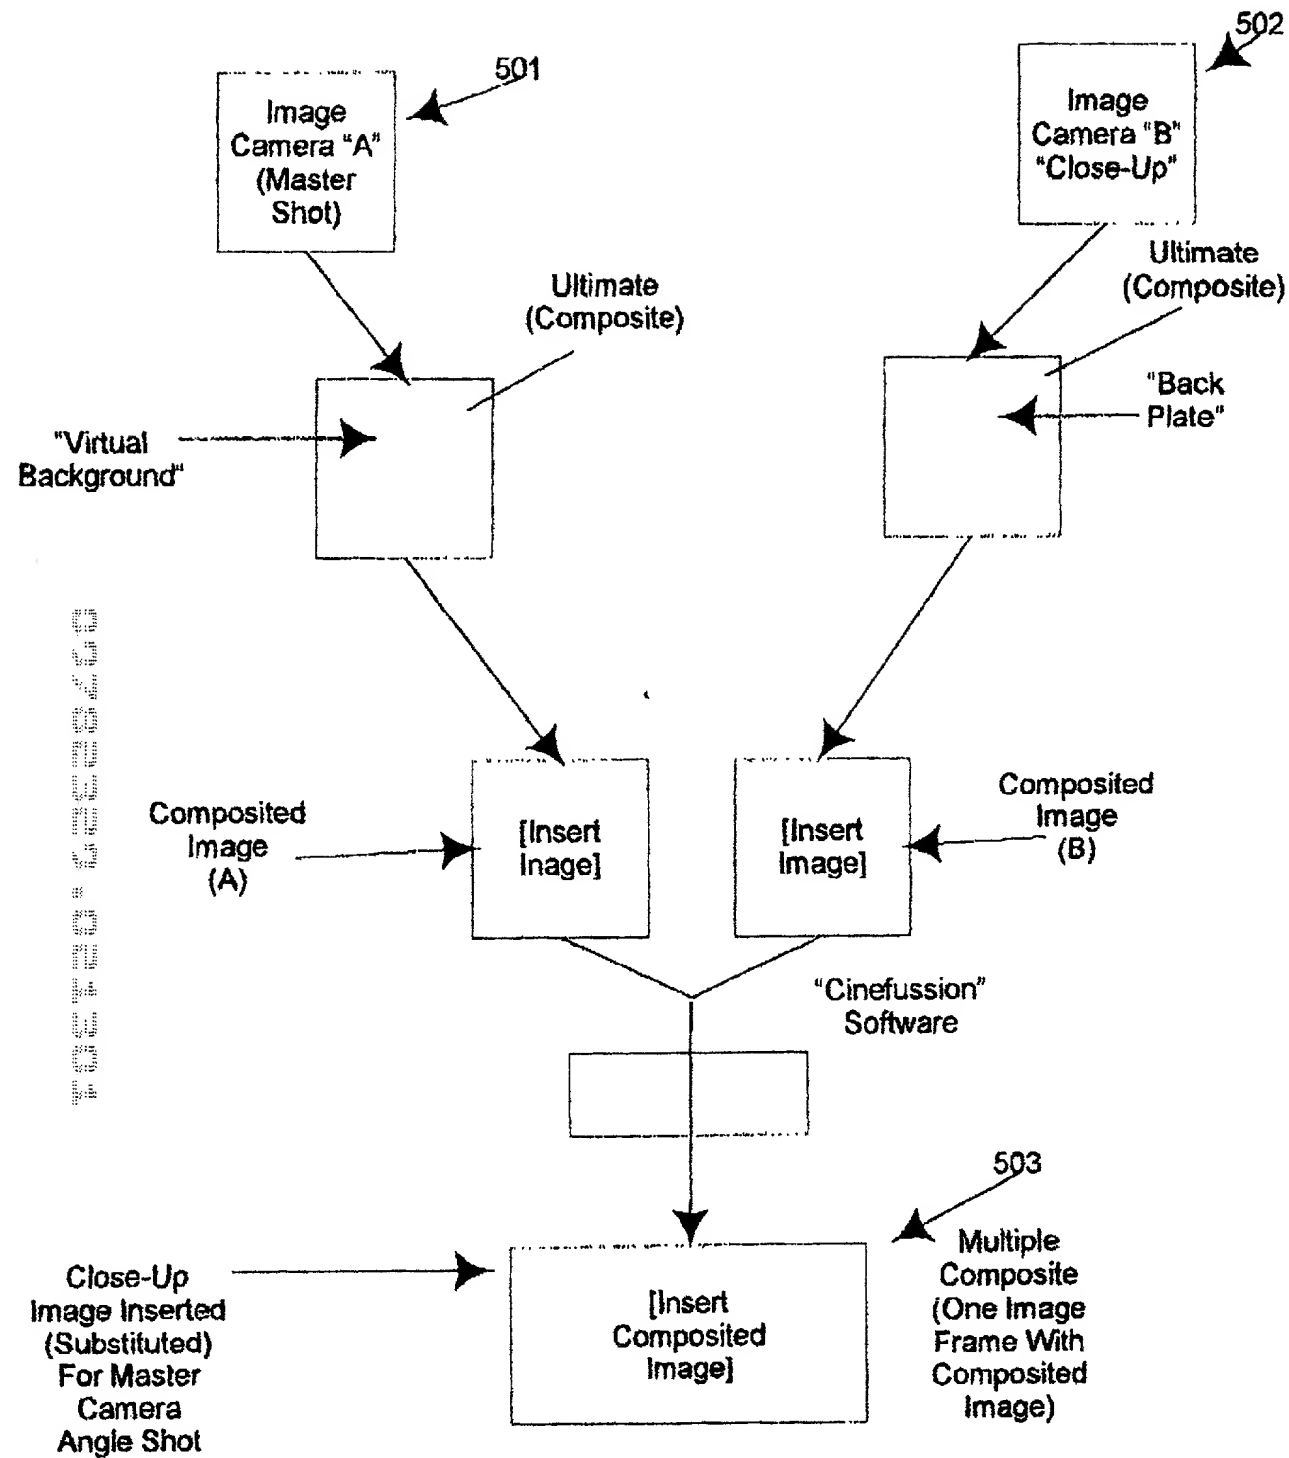 501
Image
Camera "A"
(Master
Shot)
502
Image
Camera "B"
"Close-Up"
Ultimate
(Composite)
Ultimate
(Composite)
"Virtual
Background"
"Back
Plate"
Composited
Image
(A)
[Insert
Inage]
[Insert
Image]
Composited
Image
(B)
"Cinefussion"
Software
503
Close-Up
Image Inserted
(Substituted)
For Master
Camera
Angle Shot
[Insert
Composited
Image]
Multiple
Composite
(One Image
Frame With
Composited
Image)